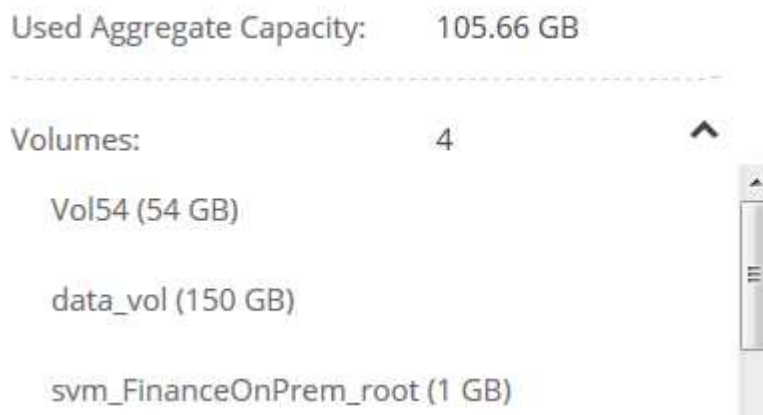 Used Aggregate Capacity: 105.66 GB
Volumes: 4
Vol54 (54 GB)
data_vol (150 GB)
svm_FinanceOnPrem_root (1 GB)